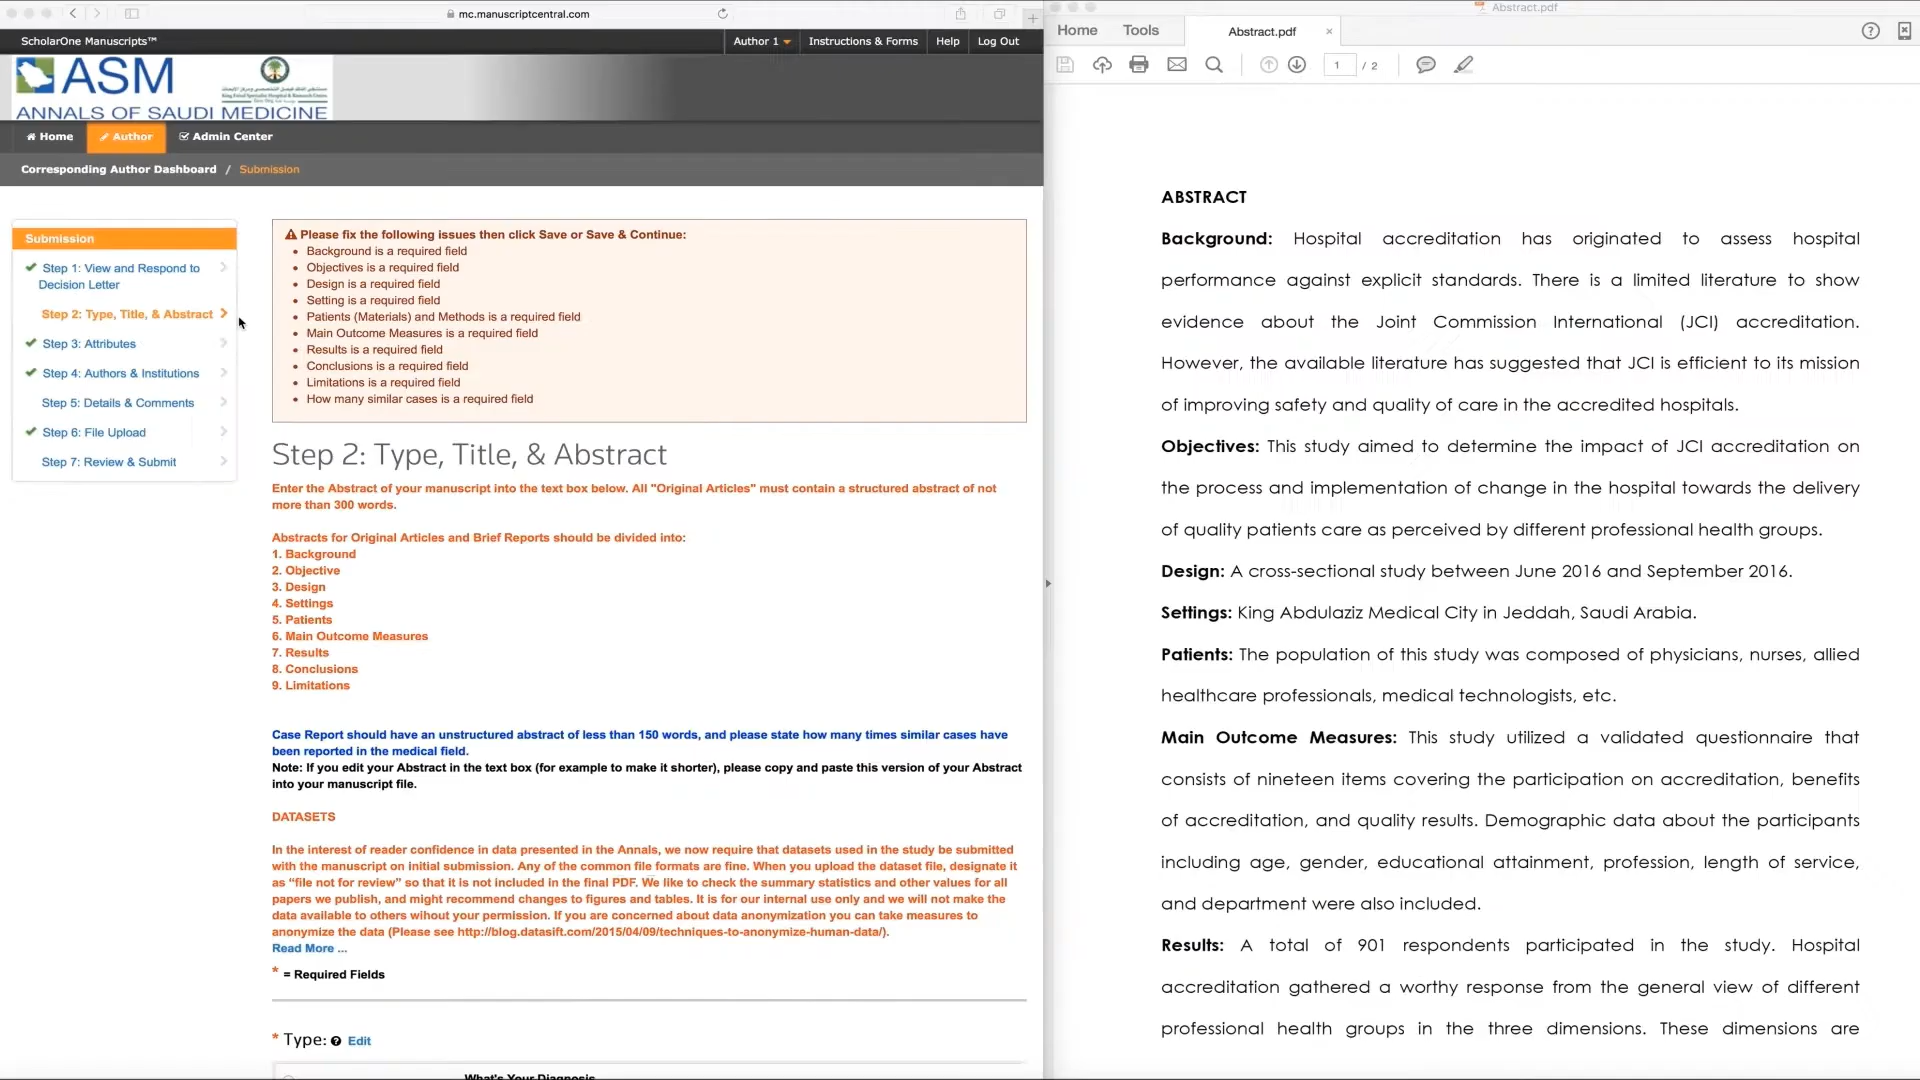 mc.manuscriptcentral.com
ScholarOne Manuscripts™
Author 1
Instructions & Forms
Help
Log Out
ASM
ANNALS OF SAUDI MEDICINE
Home
Author
Admin Center
Corresponding Author Dashboard / Submission
Submission
Step 1: View and Respond to
Decision Letter
Step 2: Type, Title, & Abstract
Step 3: Attributes
Step 4: Authors & Institutions
Step 5: Details & Comments
Step 6: File Upload
Step 7: Review & Submit
Please fix the following issues then click Save or Save & Continue:
• Background is a required field
• Objectives is a required field
• Design is a required field
• Setting is a required field
• Patients (Materials) and Methods is a required field
• Main Outcome Measures is a required field
• Results is a required field
• Conclusions is a required field
• Limitations is a required field
• How many similar cases is a required field
Step 2: Type, Title, & Abstract
Enter the Abstract of your manuscript into the text box below. All "Original Articles" must contain a structured abstract of not
more than 300 words.
Abstracts for Original Articles and Brief Reports should be divided into:
1. Background
2. Objective
3. Design
4. Settings
5. Patients
6. Main Outcome Measures
7. Results
8. Conclusions
9. Limitations
Case Report should have an unstructured abstract of less than 150 words, and please state how many times similar cases have
been reported in the medical field.
Note: If you edit your Abstract in the text box (for example to make it shorter), please copy and paste this version of your Abstract
into your manuscript file.
DATASETS
In the interest of reader confidence in data presented in the Annals, we now require that datasets used in the study be submitted
with the manuscript on initial submission. Any of the common file formats are fine. When you upload the dataset file, designate it
as “file not for review” so that it is not included in the final PDF. We like to check the summary statistics and other values for all
papers we publish, and might recommend changes to figures and tables. It is for our internal use only and we will not make the
data available to others wihout your permission. If you are concerned about data anonymization you can take measures to
anonymize the data (Please see http://blog.datasift.com/2015/04/09/techniques-to-anonymize-human-data/).
Read More ...
* = Required Fields
* Type: Edit
What's Your Diagnosis
Abstract.pdf
Home
Tools
Abstract.pdf
1 / 2
ABSTRACT
Background: Hospital accreditation has originated to assess hospital
performance against explicit standards. There is a limited literature to show
evidence about the Joint Commission International (JCI) accreditation.
However, the available literature has suggested that JCI is efficient to its mission
of improving safety and quality of care in the accredited hospitals.
Objectives: This study aimed to determine the impact of JCI accreditation on
the process and implementation of change in the hospital towards the delivery
of quality patients care as perceived by different professional health groups.
Design: A cross-sectional study between June 2016 and September 2016.
Settings: King Abdulaziz Medical City in Jeddah, Saudi Arabia.
Patients: The population of this study was composed of physicians, nurses, allied
healthcare professionals, medical technologists, etc.
Main Outcome Measures: This study utilized a validated questionnaire that
consists of nineteen items covering the participation on accreditation, benefits
of accreditation, and quality results. Demographic data about the participants
including age, gender, educational attainment, profession, length of service,
and department were also included.
Results: A total of 901 respondents participated in the study. Hospital
accreditation gathered a worthy response from the general view of different
professional health groups in the three dimensions. These dimensions are